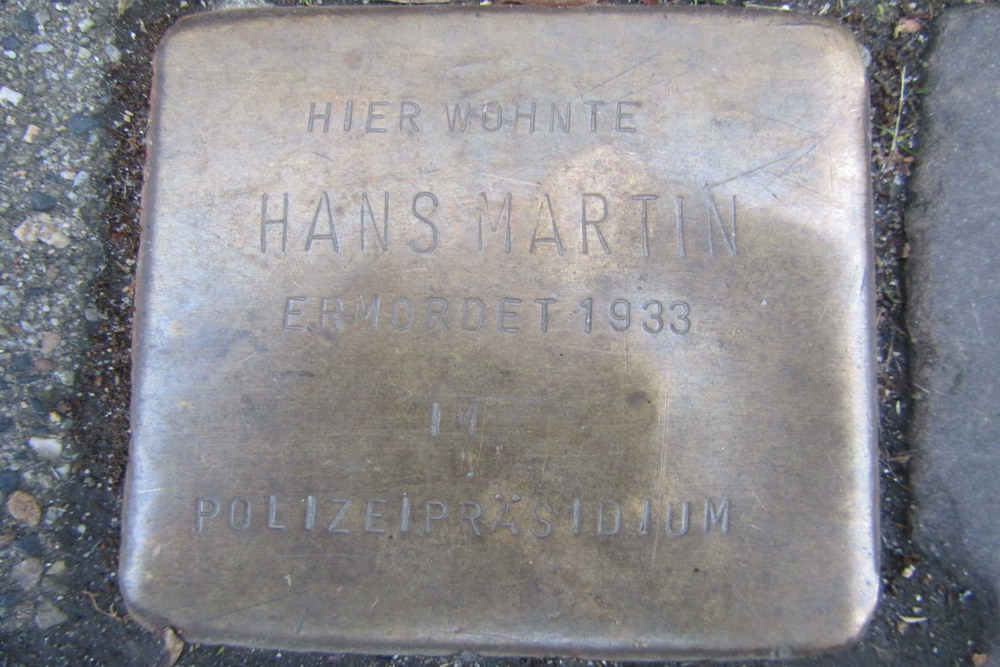 HIER WOHNTE
HANS MARTIN
ERMORDET 1933
IM
POLIZEIPRÄSIDIUM